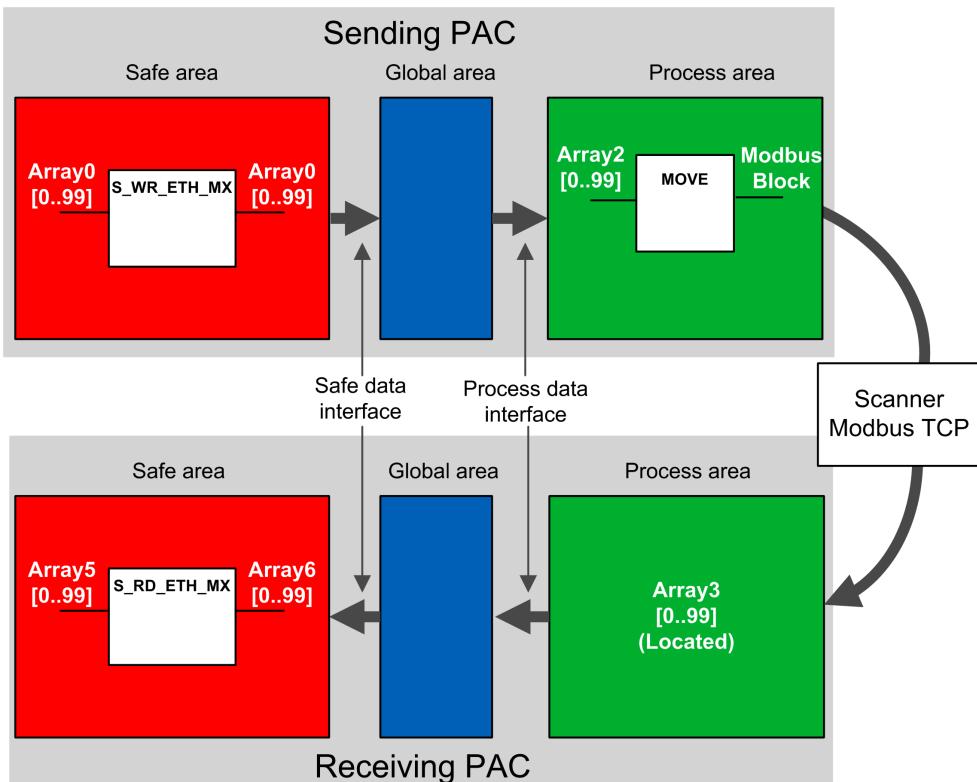 Sending PAC
Safe area
Global area
Process area
Array0
[0..99]
S_WR_ETH_MX
Array0
[0..99]
Array2
[0..99]
MOVE
Modbus
Block
Safe data
interface
Process data
interface
Scanner
Modbus TCP
Safe area
Global area
Process area
Array5
[0..99]
S_RD_ETH_MX
Array6
[0..99]
Array3
[0..99]
(Located)
Receiving PAC